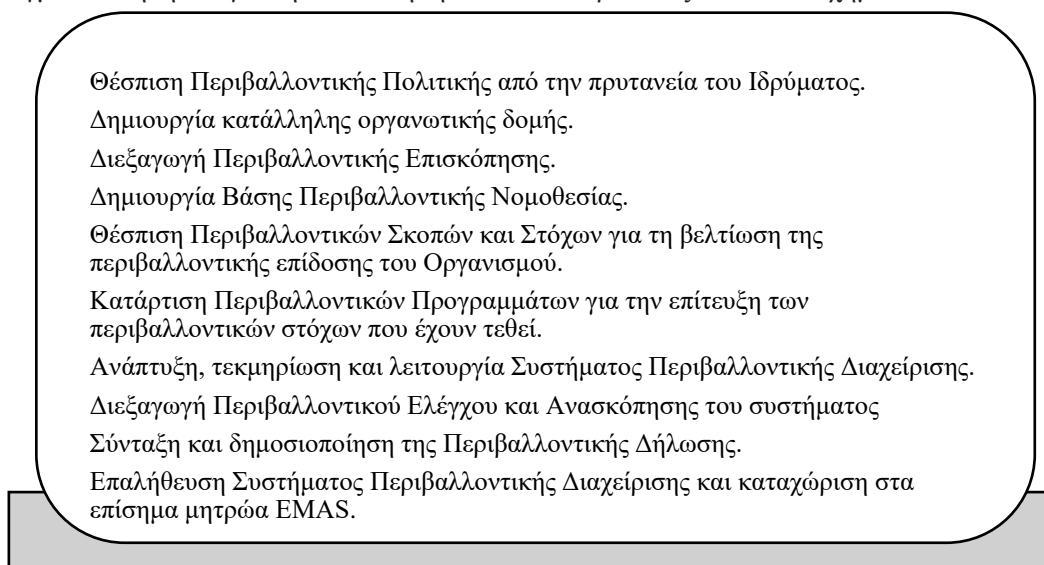 Θέσπιση Περιβαλλοντικής Πολιτικής από την πρυτανεία του Ιδρύματος.
Δημιουργία κατάλληλης οργανωτικής δομής.
Διεξαγωγή Περιβαλλοντικής Επισκόπησης.
Δημιουργία Βάσης Περιβαλλοντικής Νομοθεσίας.
Θέσπιση Περιβαλλοντικών Σκοπών και Στόχων για τη βελτίωση της
περιβαλλοντικής επίδοσης του Οργανισμού.
Κατάρτιση Περιβαλλοντικών Προγραμμάτων για την επίτευξη των
περιβαλλοντικών στόχων που έχουν τεθεί.
Ανάπτυξη, τεκμηρίωση και λειτουργία Συστήματος Περιβαλλοντικής Διαχείρισης.
Διεξαγωγή Περιβαλλοντικού Ελέγχου και Ανασκόπησης του συστήματος
Σύνταξη και δημοσιοποίηση της Περιβαλλοντικής Δήλωσης.
Επαλήθευση Συστήματος Περιβαλλοντικής Διαχείρισης και καταχώριση στα
επίσημα μητρώα EMAS.